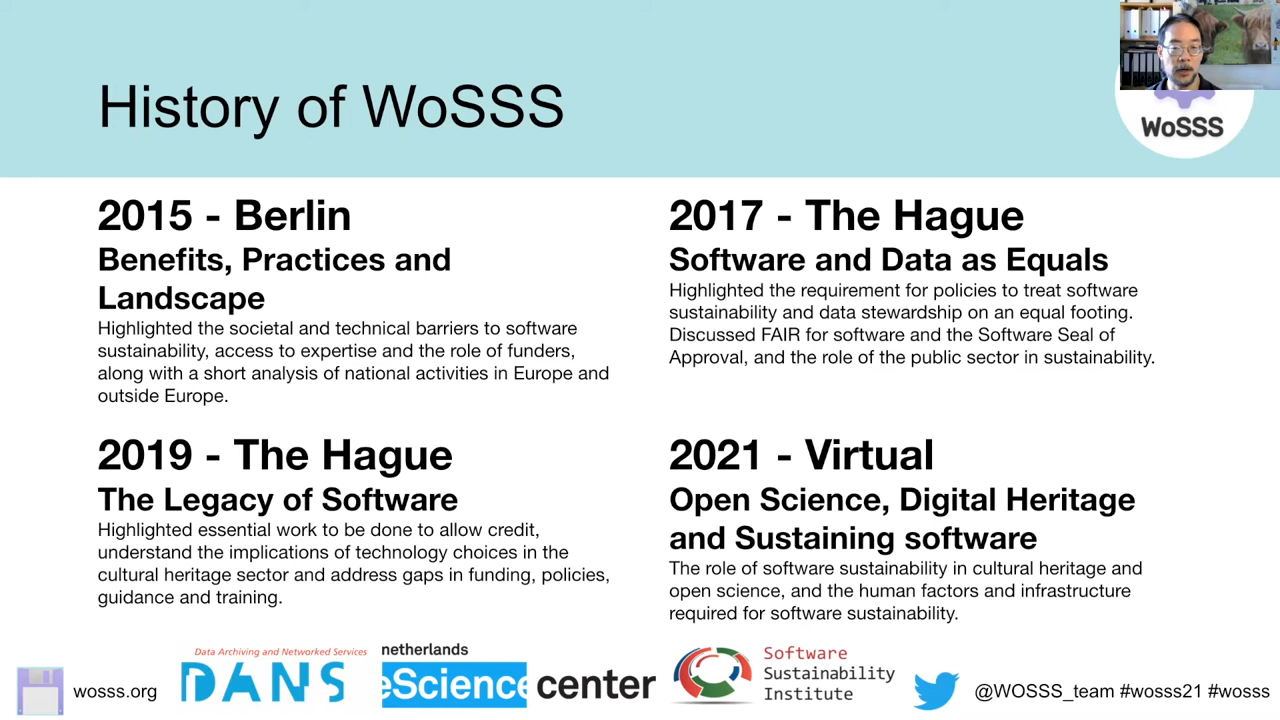 History of WoSSS
WoSSS
2015 - Berlin
Benefits, Practices and
Landscape
Highlighted the societal and technical barriers to software
sustainability, access to expertise and the role of funders,
along with a short analysis of national activities in Europe and
outside Europe.
2017 - The Hague
Software and Data as Equals
Highlighted the requirement for policies to treat software
sustainability and data stewardship on an equal footing.
Discussed FAIR for software and the Software Seal of
Approval, and the role of the public sector in sustainability.
2019 - The Hague
The Legacy of Software
Highlighted essential work to be done to allow credit,
understand the implications of technology choices in the
cultural heritage sector and address gaps in funding, policies,
guidance and training.
2021 - Virtual
Open Science, Digital Heritage
and Sustaining software
The role of software sustainability in cultural heritage and
open science, and the human factors and infrastructure
required for software sustainability.
wosss.org
Data Archiving and Networked Services
DANS
netherlands
eScience center
Software
Sustainability
Institute
@WOSSS_team #wosss21 #wosss